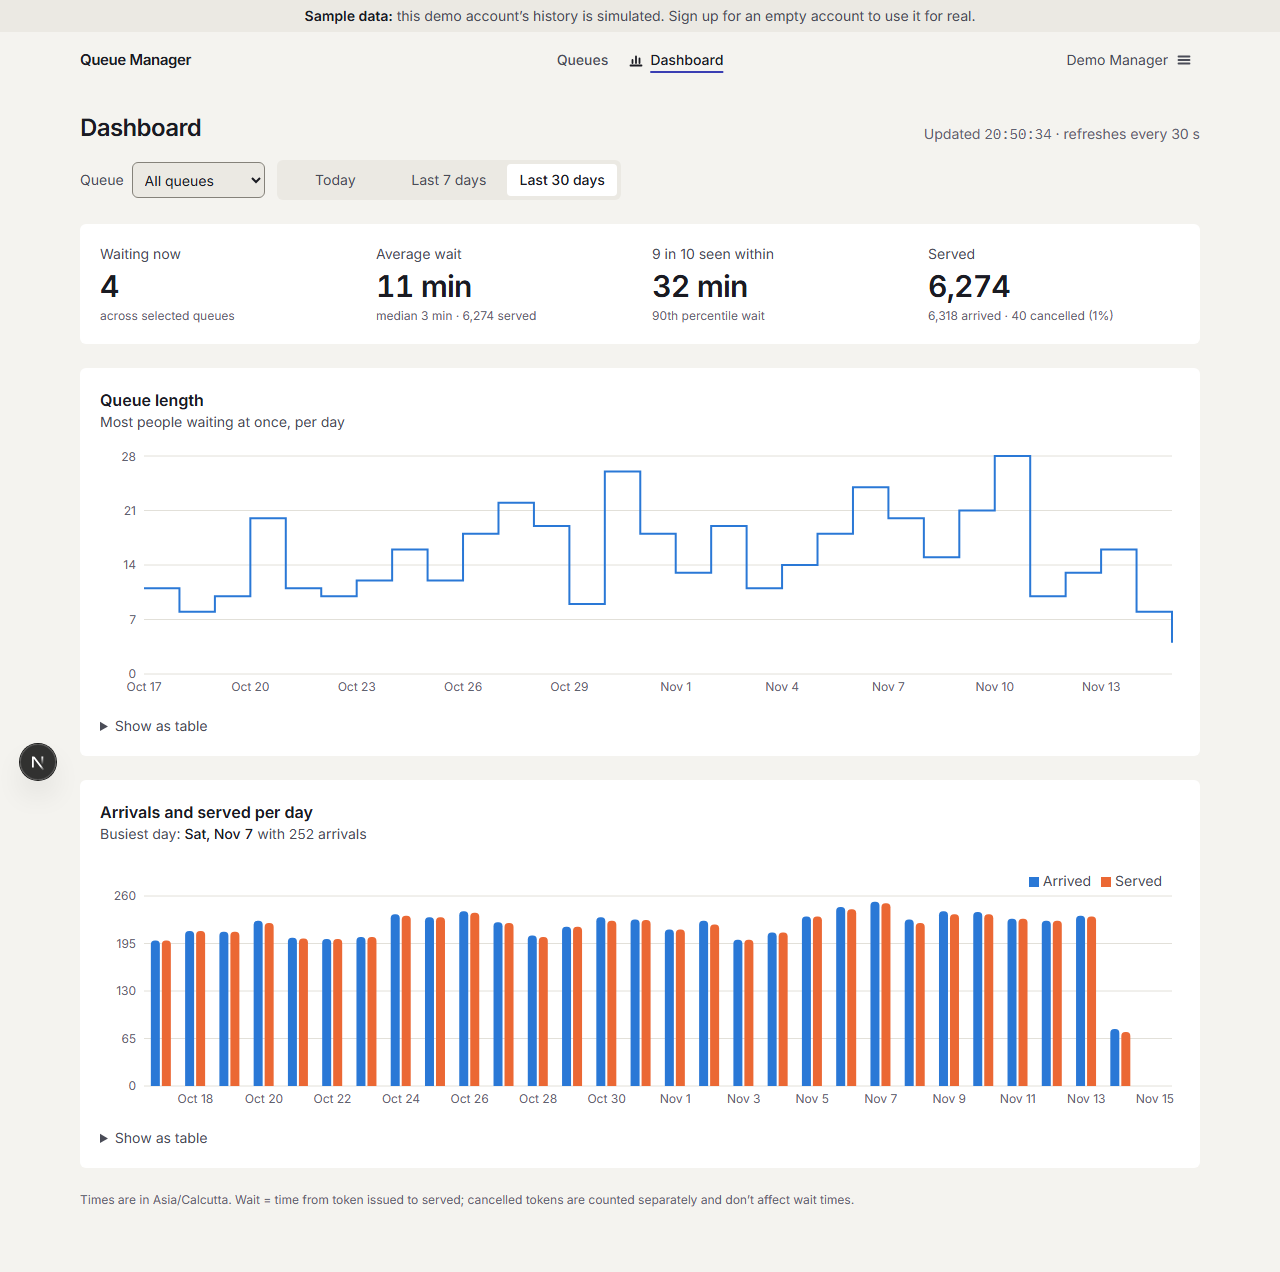 Sample data: this demo account’s history is simulated. Sign up for an empty account to use it for real.
Queue Manager
Queues
Dashboard
Demo Manager
Dashboard
Updated 20:50:34 · refreshes every 30 s
Queue
All queues
Today
Last 7 days
Last 30 days
Waiting now
4
across selected queues
Average wait
11 min
median 3 min · 6,274 served
9 in 10 seen within
32 min
90th percentile wait
Served
6,274
6,318 arrived · 40 cancelled (1%)
Queue length
Most people waiting at once, per day
28
21
14
7
0
Oct 17 Oct 20 Oct 23 Oct 26 Oct 29 Nov 1 Nov 4 Nov 7 Nov 10 Nov 13
Show as table
N
Arrivals and served per day
Busiest day: Sat, Nov 7 with 252 arrivals
Arrived Served
260
195
130
65
0
Oct 18 Oct 20 Oct 22 Oct 24 Oct 26 Oct 28 Oct 30 Nov 1 Nov 3 Nov 5 Nov 7 Nov 9 Nov 11 Nov 13 Nov 15
Show as table
Times are in Asia/Calcutta. Wait = time from token issued to served; cancelled tokens are counted separately and don’t affect wait times.